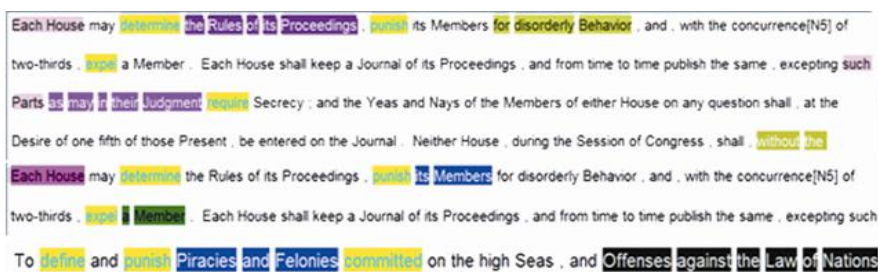 Each House may determine the Rules of its Proceedings , punish its Members for disorderly Behavior , and , with the concurrence[N5] of
two-thirds , expel a Member . Each House shall keep a Journal of its Proceedings , and from time to time publish the same , excepting such
Parts as may in their Judgment require Secrecy ; and the Yeas and Nays of the Members of either House on any question shall , at the
Desire of one fifth of those Present , be entered on the Journal . Neither House , during the Session of Congress , shall , without the
Each House may determine the Rules of its Proceedings , punish its Members for disorderly Behavior , and , with the concurrence[N5] of
two-thirds , expel a Member . Each House shall keep a Journal of its Proceedings , and from time to time publish the same , excepting such
To define and punish Piracies and Felonies committed on the high Seas , and Offenses against the Law of Nations